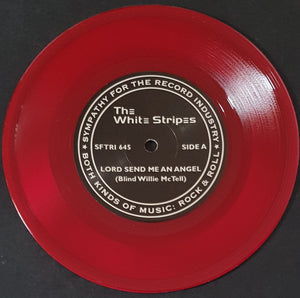 SYMPATHY FOR THE RECORD INDUSTRY
The
White Stripes
SFTRI 645 SIDE A
LORD SEND ME AN ANGEL
(Blind Willie McTell)
BOTH KINDS OF MUSIC: ROCK & ROLL